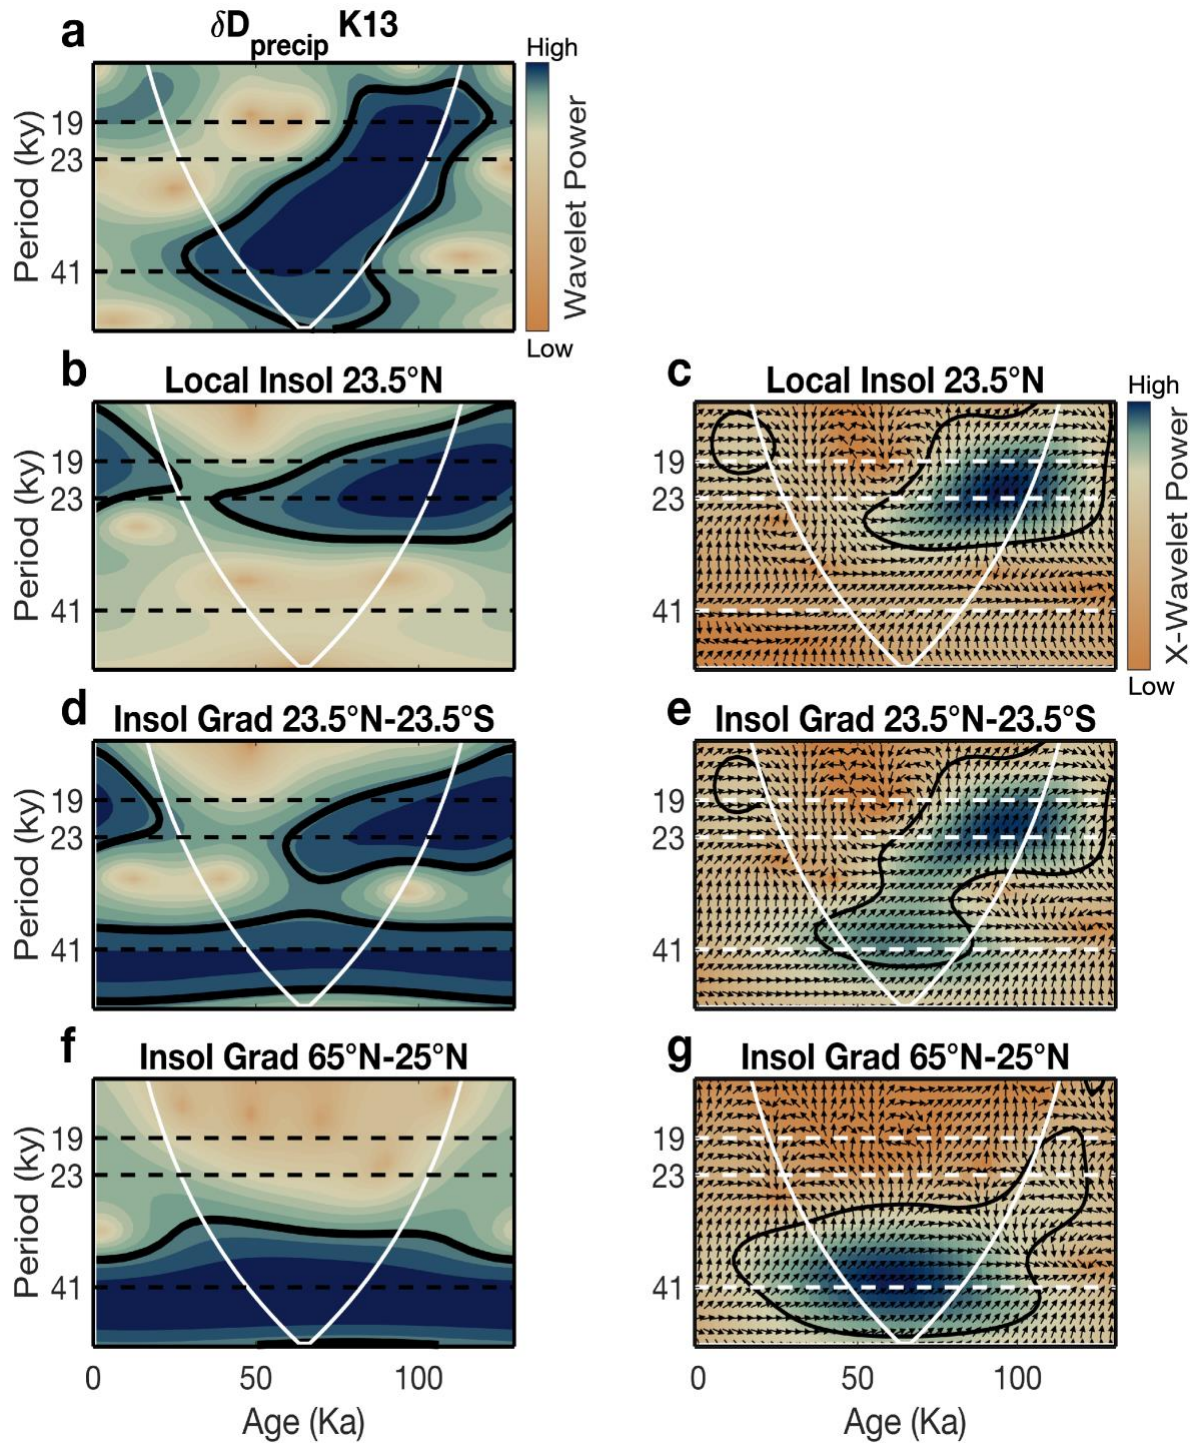 a
δD_precip K13
High
Period (ky)
19
23
41
Wavelet Power
Low
b
Local Insol 23.5°N
Period (ky)
19
23
41
c
Local Insol 23.5°N
High
19
23
41
X-Wavelet Power
Low
d
Insol Grad 23.5°N-23.5°S
Period (ky)
19
23
41
e
Insol Grad 23.5°N-23.5°S
19
23
41
f
Insol Grad 65°N-25°N
Period (ky)
19
23
41
0
50
100
Age (Ka)
g
Insol Grad 65°N-25°N
19
23
41
0
50
100
Age (Ka)